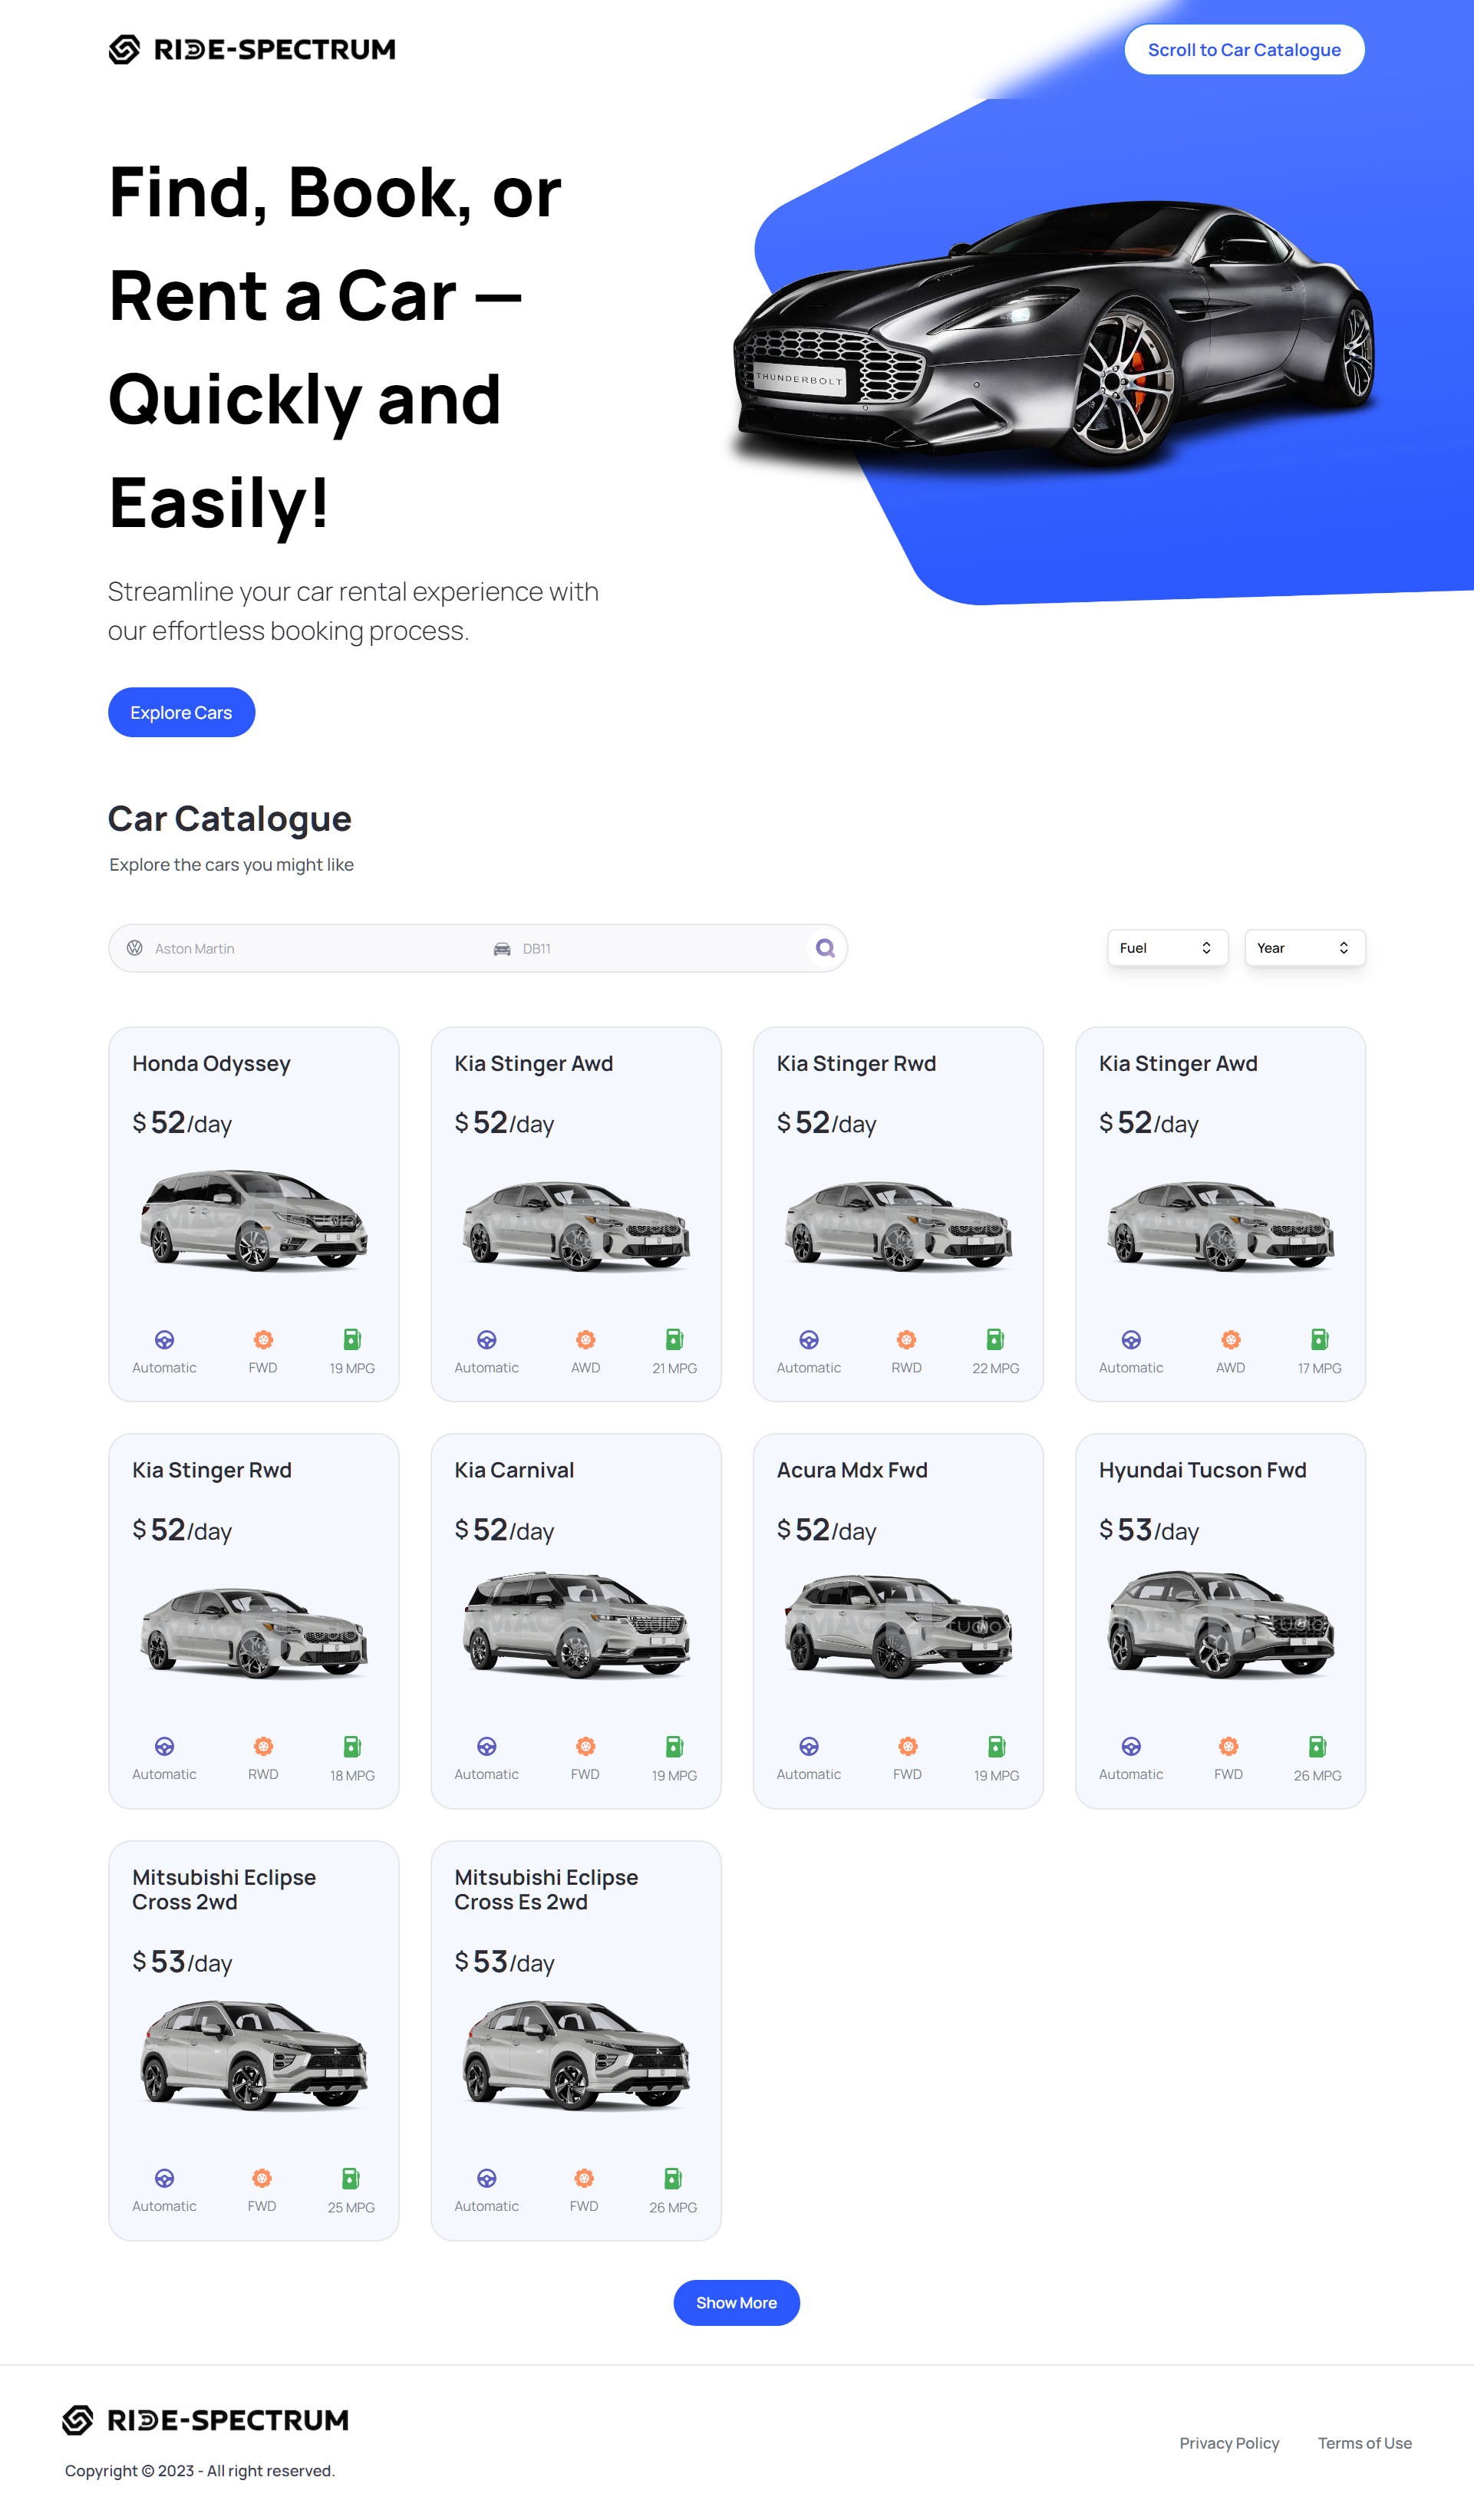 RIDE-SPECTRUM
Scroll to Car Catalogue
Find, Book, or
Rent a Car —
Quickly and
Easily!
THUNDERBOLT
Streamline your car rental experience with
our effortless booking process.
Explore Cars
Car Catalogue
Explore the cars you might like
Aston Martin
DB11
Fuel
Year
Honda Odyssey
$ 52/day
Automatic
FWD
19 MPG
Kia Stinger Awd
$ 52/day
Automatic
AWD
21 MPG
Kia Stinger Rwd
$ 52/day
Automatic
RWD
22 MPG
Kia Stinger Awd
$ 52/day
Automatic
AWD
17 MPG
Kia Stinger Rwd
$ 52/day
Automatic
RWD
18 MPG
Kia Carnival
$ 52/day
Automatic
FWD
19 MPG
Acura Mdx Fwd
$ 52/day
Automatic
FWD
19 MPG
Hyundai Tucson Fwd
$ 53/day
Automatic
FWD
26 MPG
Mitsubishi Eclipse
Cross 2wd
$ 53/day
Automatic
FWD
25 MPG
Mitsubishi Eclipse
Cross Es 2wd
$ 53/day
Automatic
FWD
26 MPG
Show More
RIDE-SPECTRUM
Copyright © 2023 - All right reserved.
Privacy Policy
Terms of Use